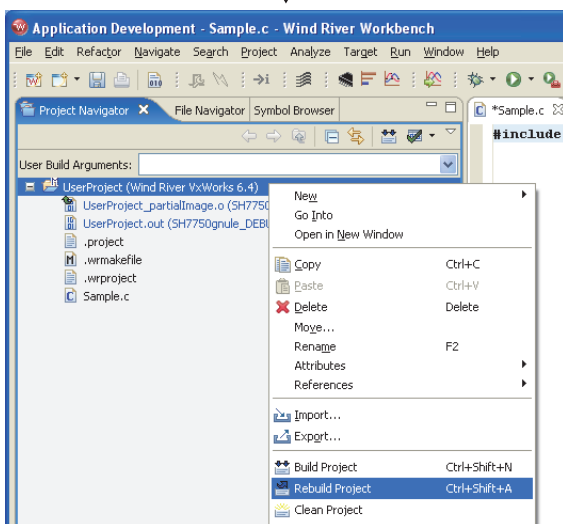 Application Development - Sample.c - Wind River Workbench
File Edit Refactor Navigate Search Project Analyze Target Run Window Help
Project Navigator File Navigator Symbol Browser *Sample.c
#include
User Build Arguments:
UserProject (Wind River VxWorks 6.4)
UserProject_partialImage.o (SH7750
UserProject.out (SH7750gnule_DEBU
.project
.wrmakefile
.wrproject
Sample.c
New
Go Into
Open in New Window
Copy Ctrl+C
Paste Ctrl+V
Delete Delete
Move...
Rename F2
Attributes
References
Import...
Export...
Build Project Ctrl+Shift+N
Rebuild Project Ctrl+Shift+A
Clean Project